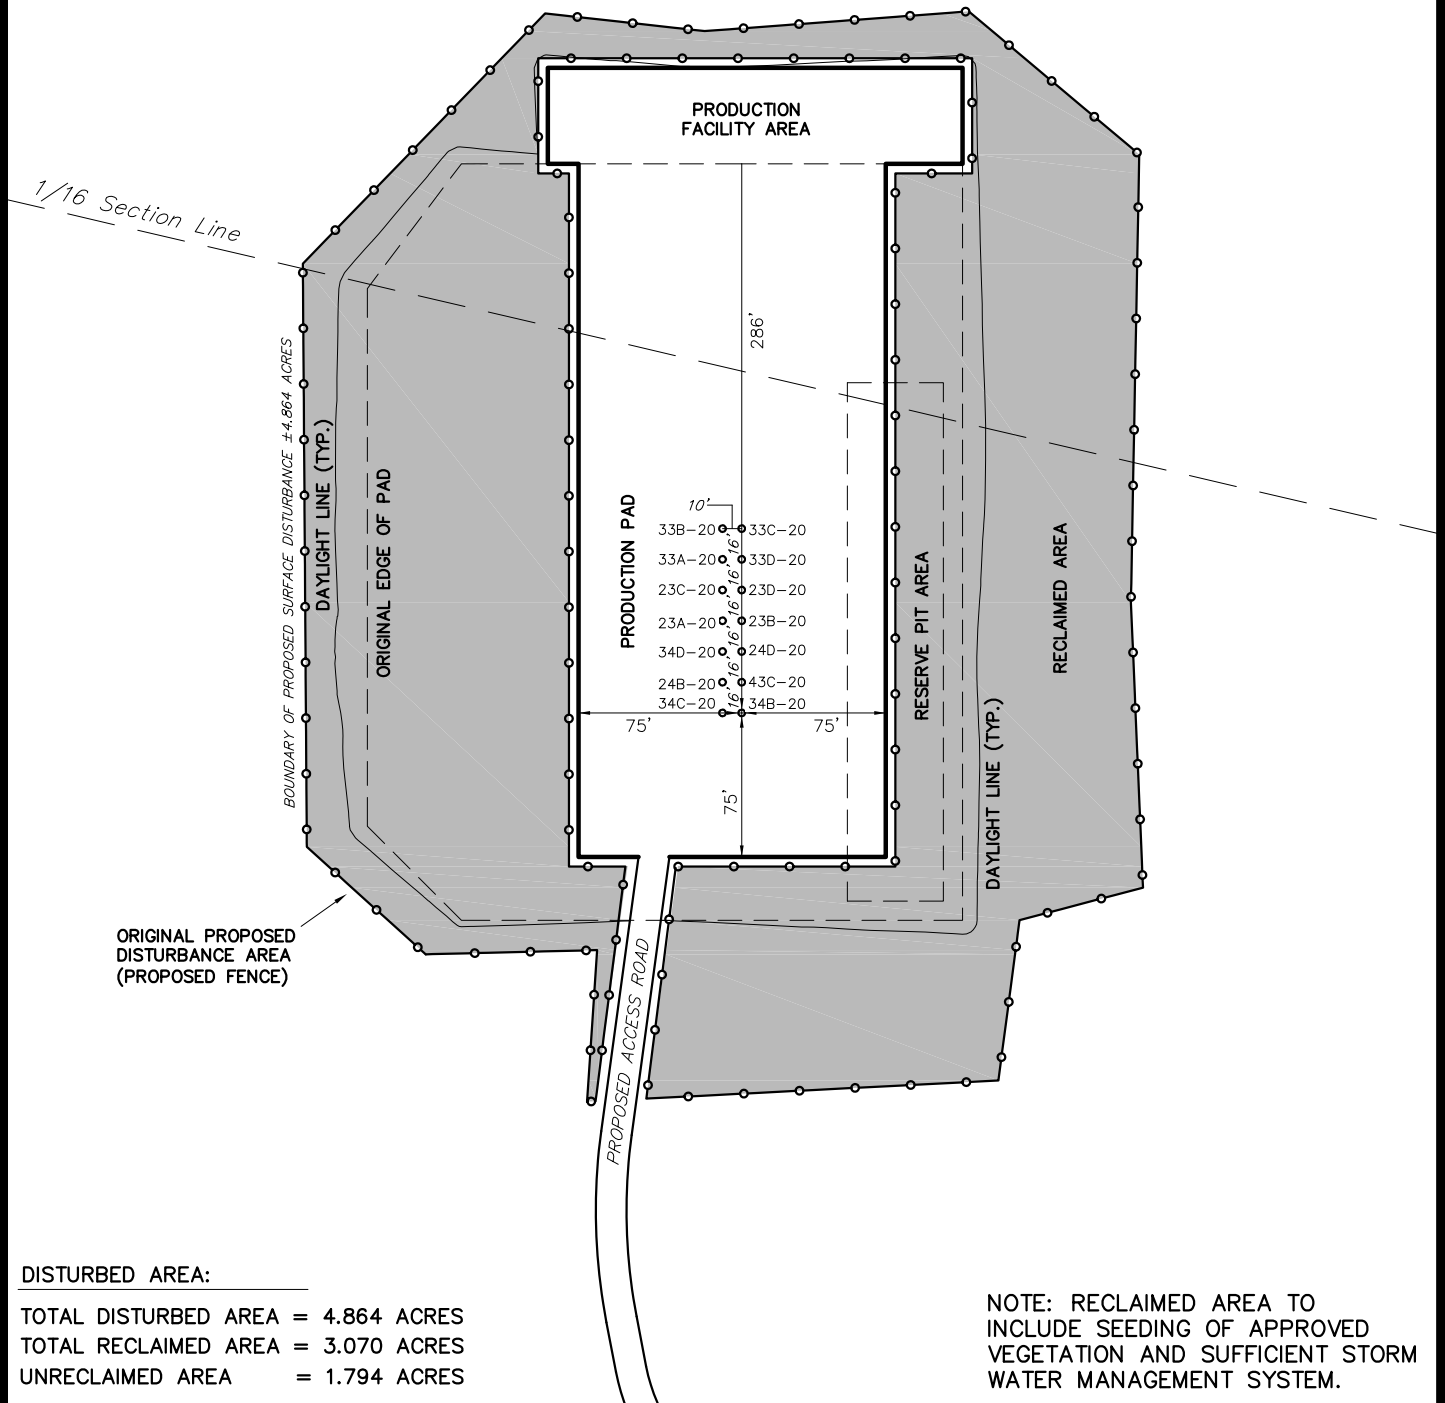 PRODUCTION
FACILITY AREA
1/16 Section Line
286'
BOUNDARY OF PROPOSED SURFACE DISTURBANCE ±4.864 ACRES
DAYLIGHT LINE (TYP.)
ORIGINAL EDGE OF PAD
PRODUCTION PAD
10'
33B-20 16' 33C-20
33A-20 16' 33D-20
23C-20 16' 23D-20
23A-20 16' 23B-20
34D-20 16' 24D-20
24B-20 16' 43C-20
34C-20 34B-20
75' 75'
75'
RESERVE PIT AREA
RECLAIMED AREA
DAYLIGHT LINE (TYP.)
ORIGINAL PROPOSED
DISTURBANCE AREA
(PROPOSED FENCE)
PROPOSED ACCESS ROAD
DISTURBED AREA:
TOTAL DISTURBED AREA = 4.864 ACRES
TOTAL RECLAIMED AREA = 3.070 ACRES
UNRECLAIMED AREA = 1.794 ACRES
NOTE: RECLAIMED AREA TO
INCLUDE SEEDING OF APPROVED
VEGETATION AND SUFFICIENT STORM
WATER MANAGEMENT SYSTEM.